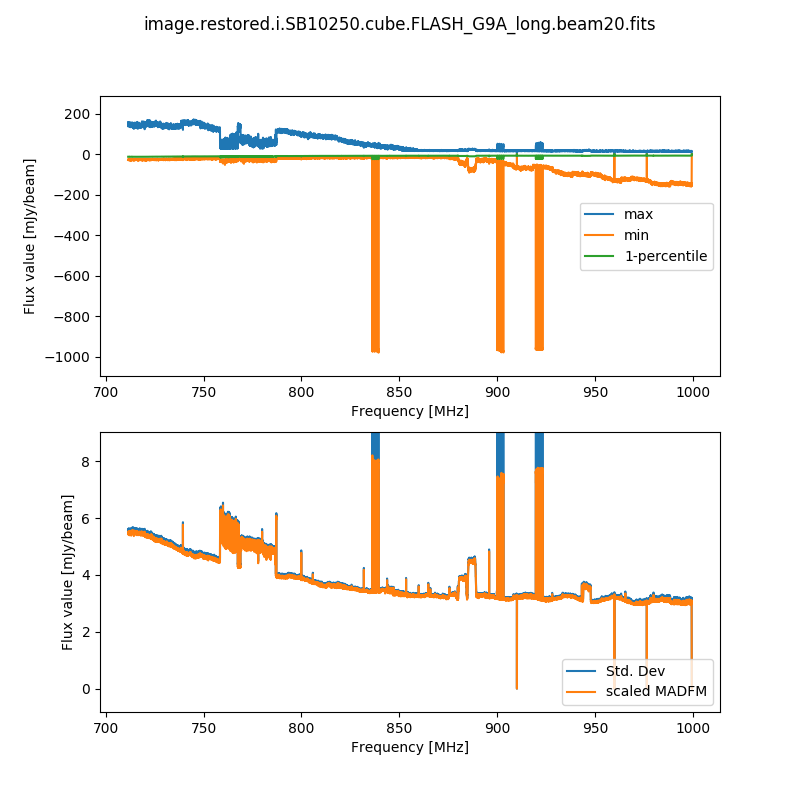 image.restored.i.SB10250.cube.FLASH_G9A_long.beam20.fits
200
0
−200
−400
−600
−800
−1000
Flux value [mJy/beam]
max
min
1-percentile
700 750 800 850 900 950 1000
Frequency [MHz]
8
6
4
2
0
Flux value [mJy/beam]
Std. Dev
scaled MADFM
700 750 800 850 900 950 1000
Frequency [MHz]